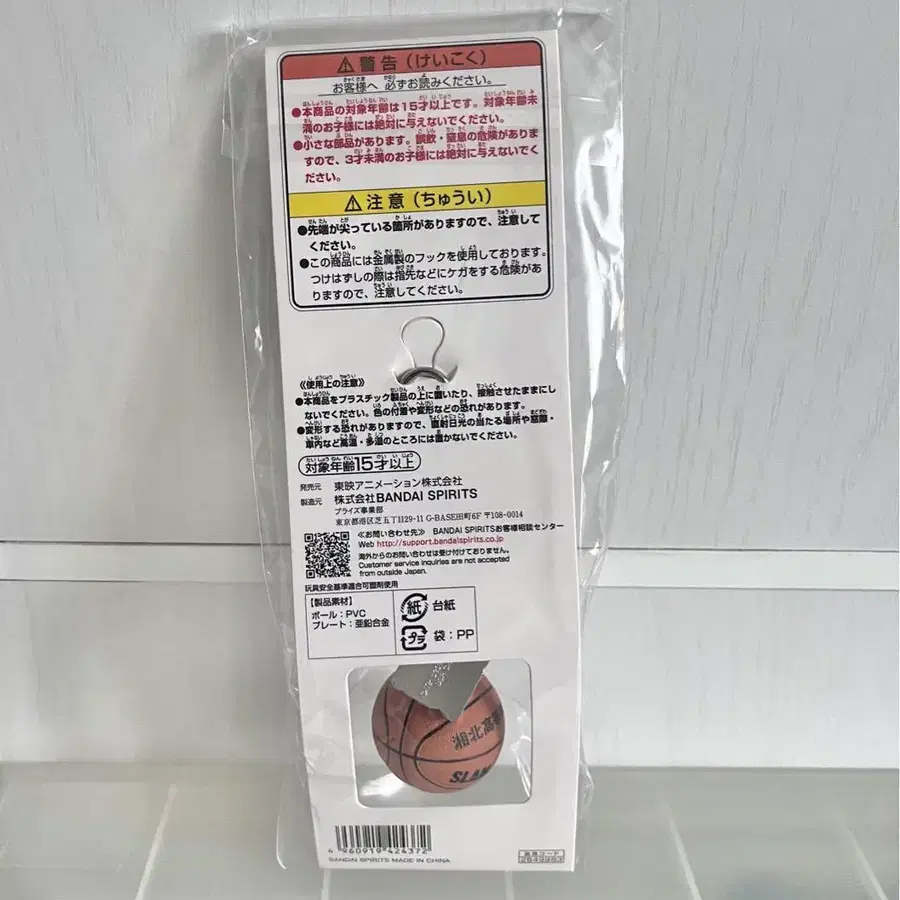 ⚠警告（けいこく）
お客様へ 必ずお読みください。
●本商品の対象年齢は15才以上です。対象年齢未
満のお子様には絶対に与えないでください。
●小さな部品があります。誤飲・窒息の危険がありま
すので、3才未満のお子様には絶対に与えないでく
ださい。
⚠注意（ちゅうい）
●先端が尖っている箇所がありますので、注意して
ください。
●この商品には金属製のフックを使用しております。
つけはずしの際は指先などにケガをする危険があ
りますので、注意してください。
《使用上の注意》
●本商品をプラスチック製品の上に置いたり、接触させたままにし
ないでください。色の付着や変形などの恐れがあります。
●変形する恐れがありますので、直射日光の当たる場所や窓際・
車内など高温・多湿のところには置かないでください。
対象年齢15才以上
発売元 東映アニメーション株式会社
製造元 株式会社BANDAI SPIRITS
プライズ事業部
東京都港区芝五丁目29-11 G-BASE田町6F 〒108-0014
≪お問い合わせ先≫ BANDAI SPIRITSお客様相談センター
Web http://support.bandaispirits.co.jp
海外からのお問い合わせは受け付けておりません。
Customer service inquiries are not accepted
from outside Japan.
玩具安全基準適合可塑剤使用
【製品素材】
ボール：PVC
プレート：亜鉛合金
紙 台紙
プラ 袋：PP
湘北高
SLAM
4 960919 424372
BANDAI SPIRITS MADE IN CHINA
2649963